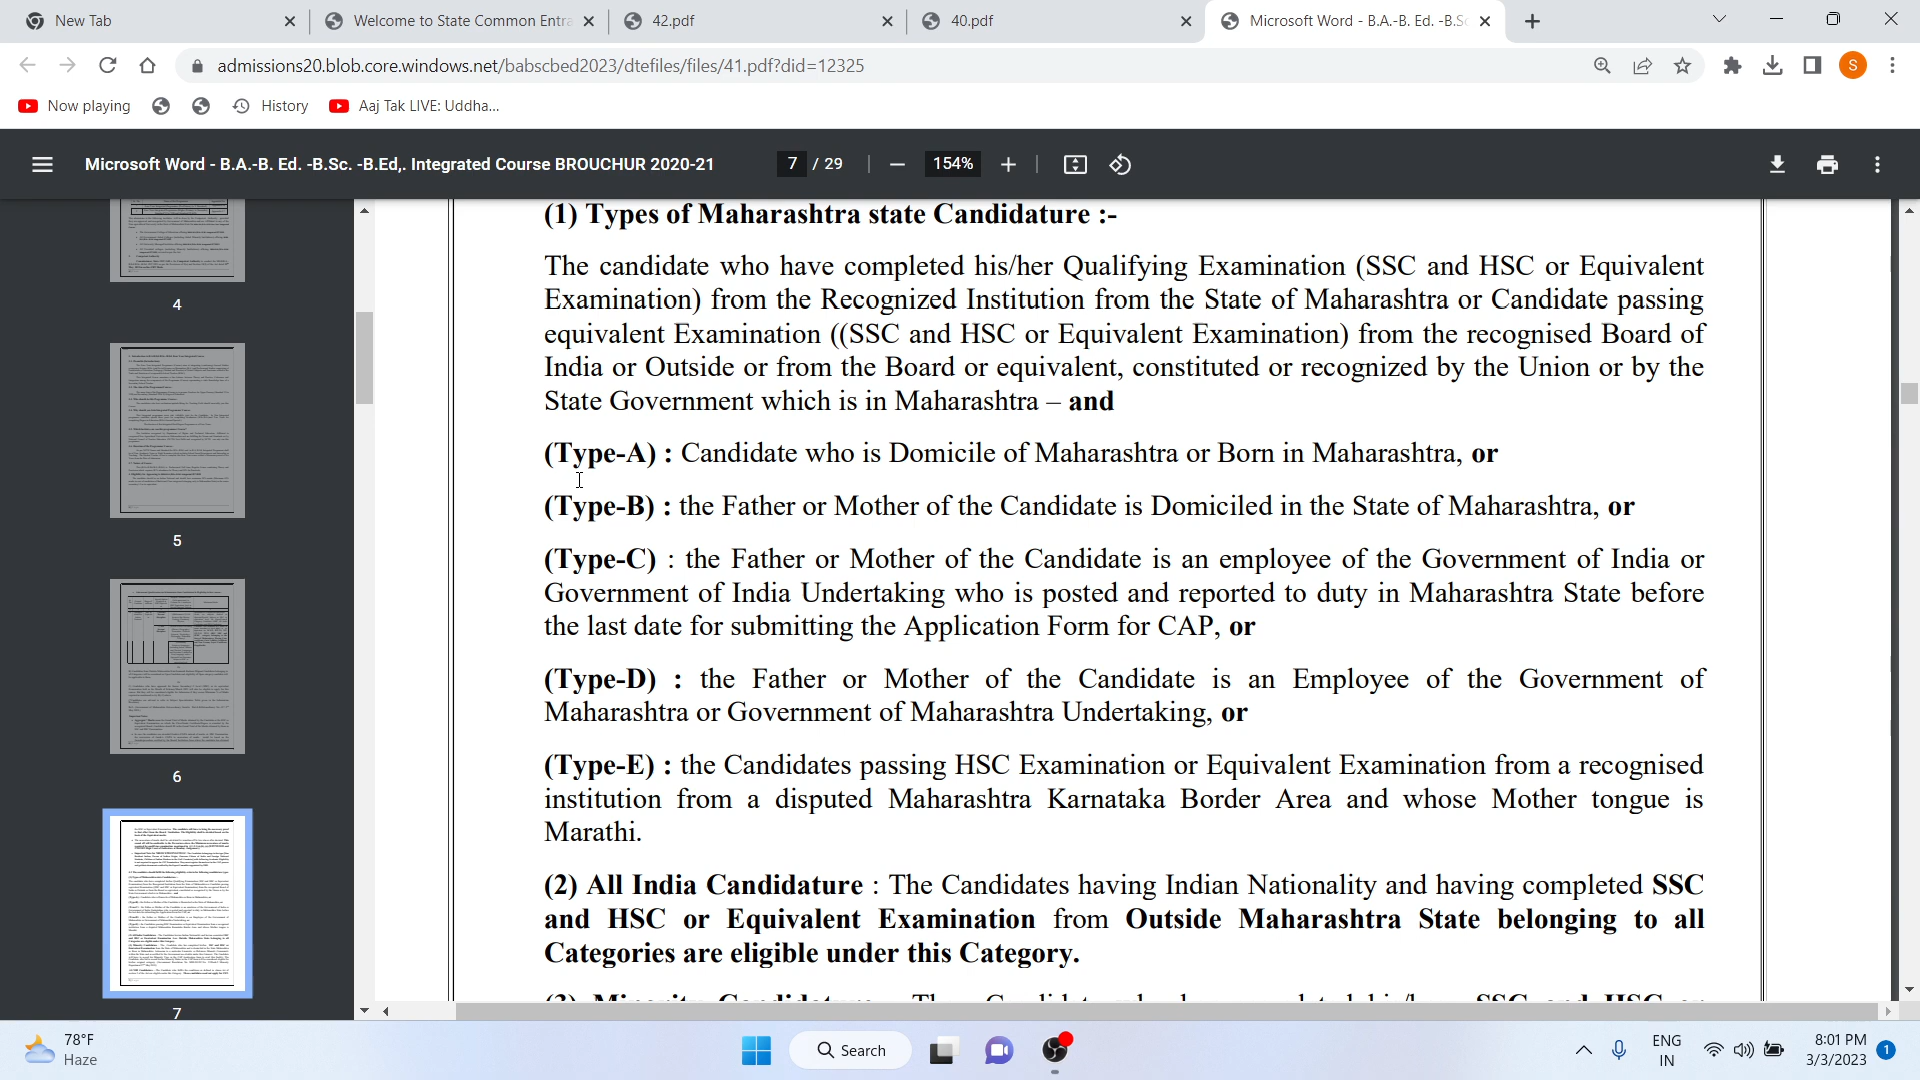 New Tab
Welcome to State Common Entra
42.pdf
40.pdf
Microsoft Word - B.A.-B. Ed. -B.Sc
admissions20.blob.core.windows.net/babscbed2023/dtefiles/files/41.pdf?did=12325
S
Now playing
History
Aaj Tak LIVE: Uddha...
Microsoft Word - B.A.-B. Ed. -B.Sc. -B.Ed,. Integrated Course BROUCHUR 2020-21
7 / 29
154%
4
5
6
7
(1) Types of Maharashtra state Candidature :-
The candidate who have completed his/her Qualifying Examination (SSC and HSC or Equivalent
Examination) from the Recognized Institution from the State of Maharashtra or Candidate passing
equivalent Examination ((SSC and HSC or Equivalent Examination) from the recognised Board of
India or Outside or from the Board or equivalent, constituted or recognized by the Union or by the
State Government which is in Maharashtra – and
(Type-A) : Candidate who is Domicile of Maharashtra or Born in Maharashtra, or
(Type-B) : the Father or Mother of the Candidate is Domiciled in the State of Maharashtra, or
(Type-C) : the Father or Mother of the Candidate is an employee of the Government of India or
Government of India Undertaking who is posted and reported to duty in Maharashtra State before
the last date for submitting the Application Form for CAP, or
(Type-D) : the Father or Mother of the Candidate is an Employee of the Government of
Maharashtra or Government of Maharashtra Undertaking, or
(Type-E) : the Candidates passing HSC Examination or Equivalent Examination from a recognised
institution from a disputed Maharashtra Karnataka Border Area and whose Mother tongue is
Marathi.
(2) All India Candidature : The Candidates having Indian Nationality and having completed SSC
and HSC or Equivalent Examination from Outside Maharashtra State belonging to all
Categories are eligible under this Category.
78°F
Haze
Search
ENG
IN
8:01 PM
3/3/2023
1